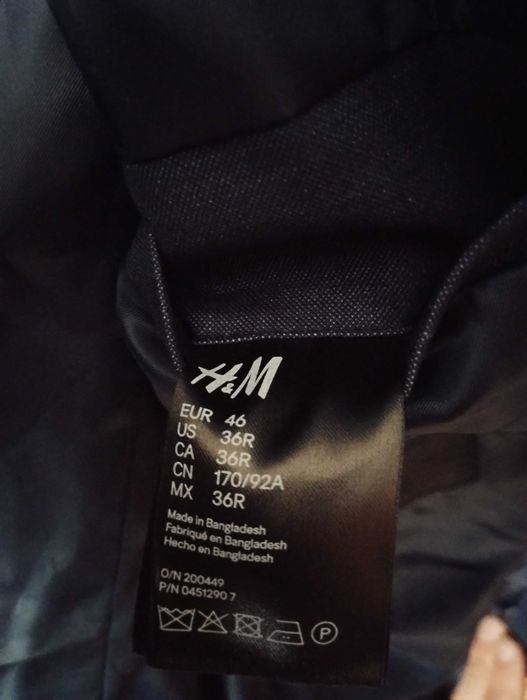 H&M
EUR 46
US 36R
CA 36R
CN 170/92A
MX 36R
Made in Bangladesh
Fabriqué en Bangladesh
Hecho en Bangladesh
O/N 200449
P/N 0451290 7
P